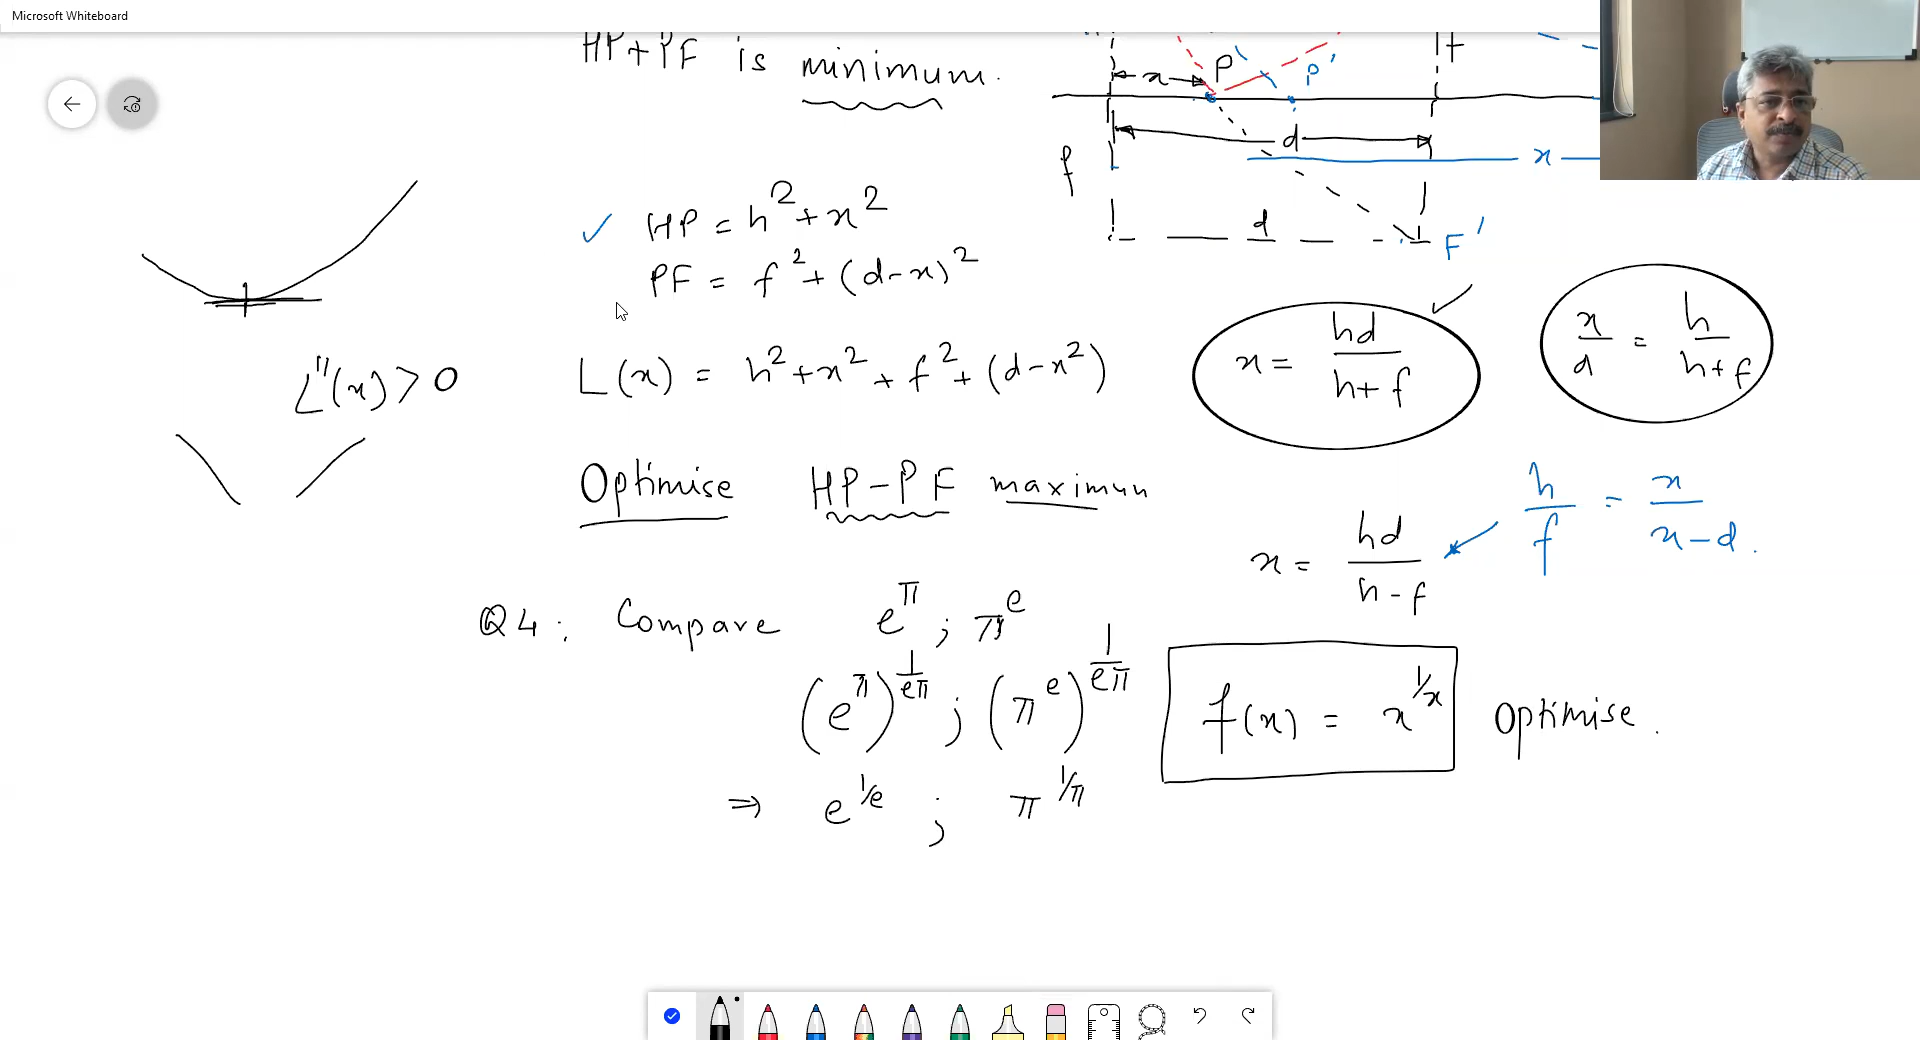 Microsoft Whiteboard
HP+PF is minimum.
x P P' f
d
f x
d F'
HP = h²+x²
PF = f²+(d-x)²
L(x) = h²+x²+f²+(d-x²)
x = hd/(h+f)
x/d = h/(h+f)
L''(x) > 0
Optimise HP-PF maximum
h/f = x/(x-d).
x = hd/(h-f)
Q4: Compare e^π ; π^e
(e^π)^(1/eπ) ; (π^e)^(1/eπ)
f(x) = x^(1/x) Optimise.
⇒ e^(1/e) ; π^(1/π)